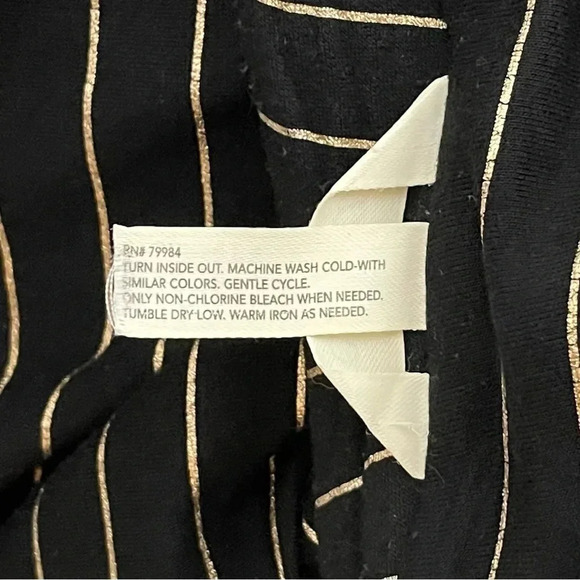 RN# 79984
TURN INSIDE OUT. MACHINE WASH COLD-WITH
SIMILAR COLORS. GENTLE CYCLE.
ONLY NON-CHLORINE BLEACH WHEN NEEDED.
TUMBLE DRY LOW. WARM IRON AS NEEDED.